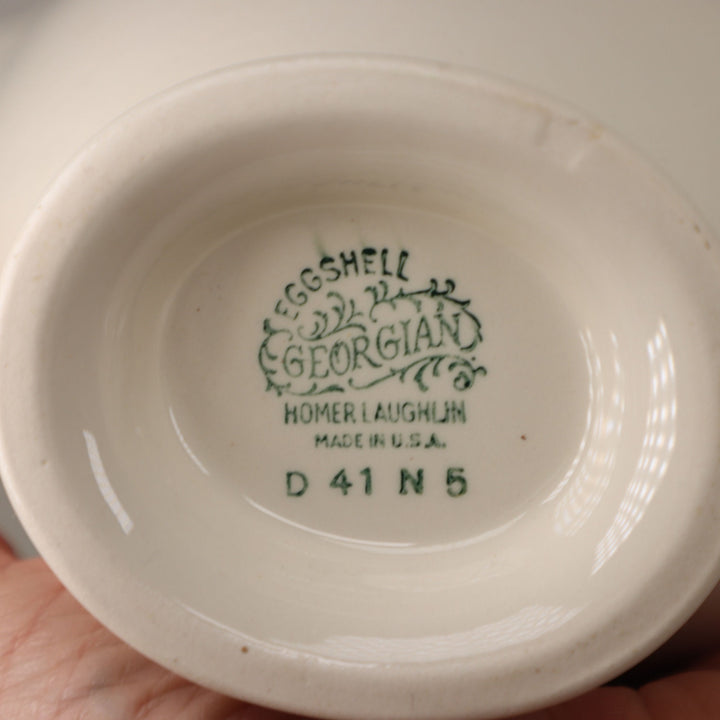 EGGSHELL
GEORGIAN
HOMER LAUGHLIN
MADE IN U.S.A.
D 41 N 5